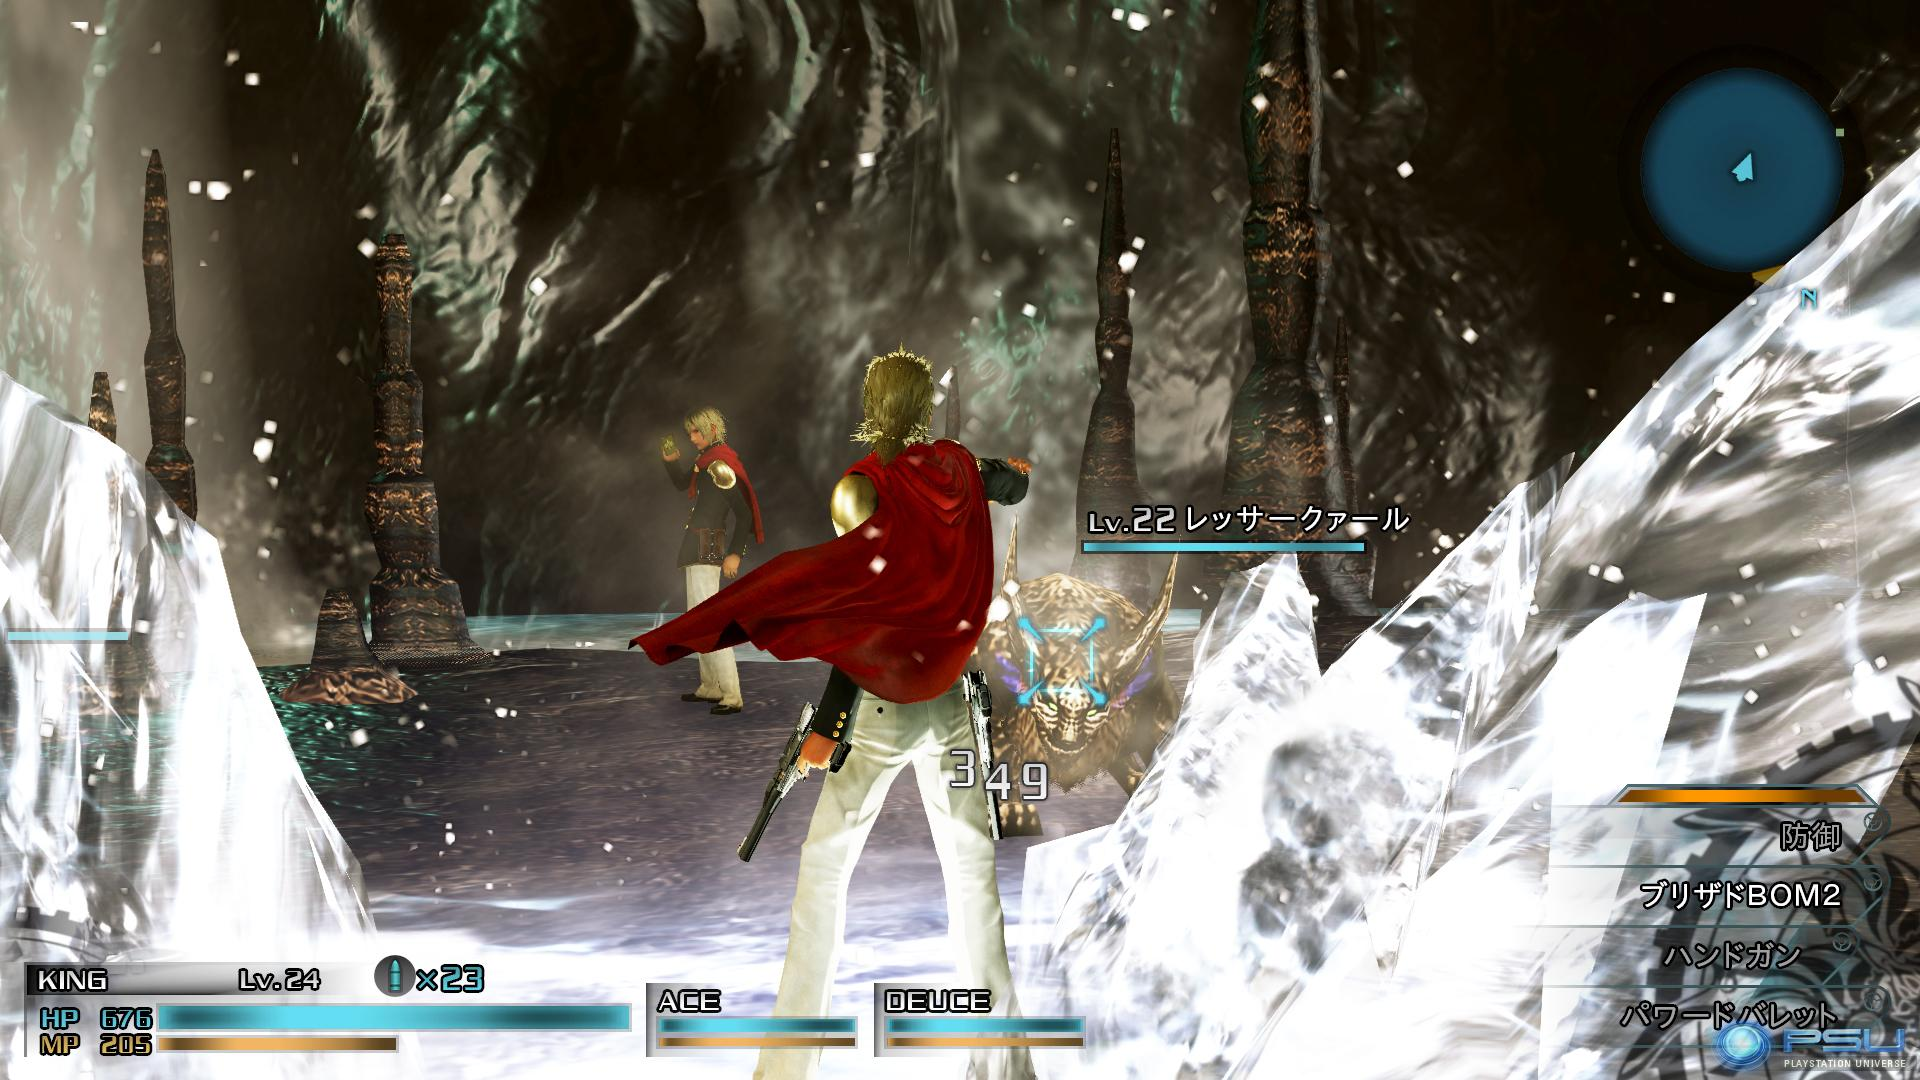 N
Lv.22 レッサークァール
349
防御
ブリザドBOM2
ハンドガン
パワードバレット
KING Lv.24 ×23
HP 676
MP 205
ACE
DEUCE
PSU
PLAYSTATION UNIVERSE